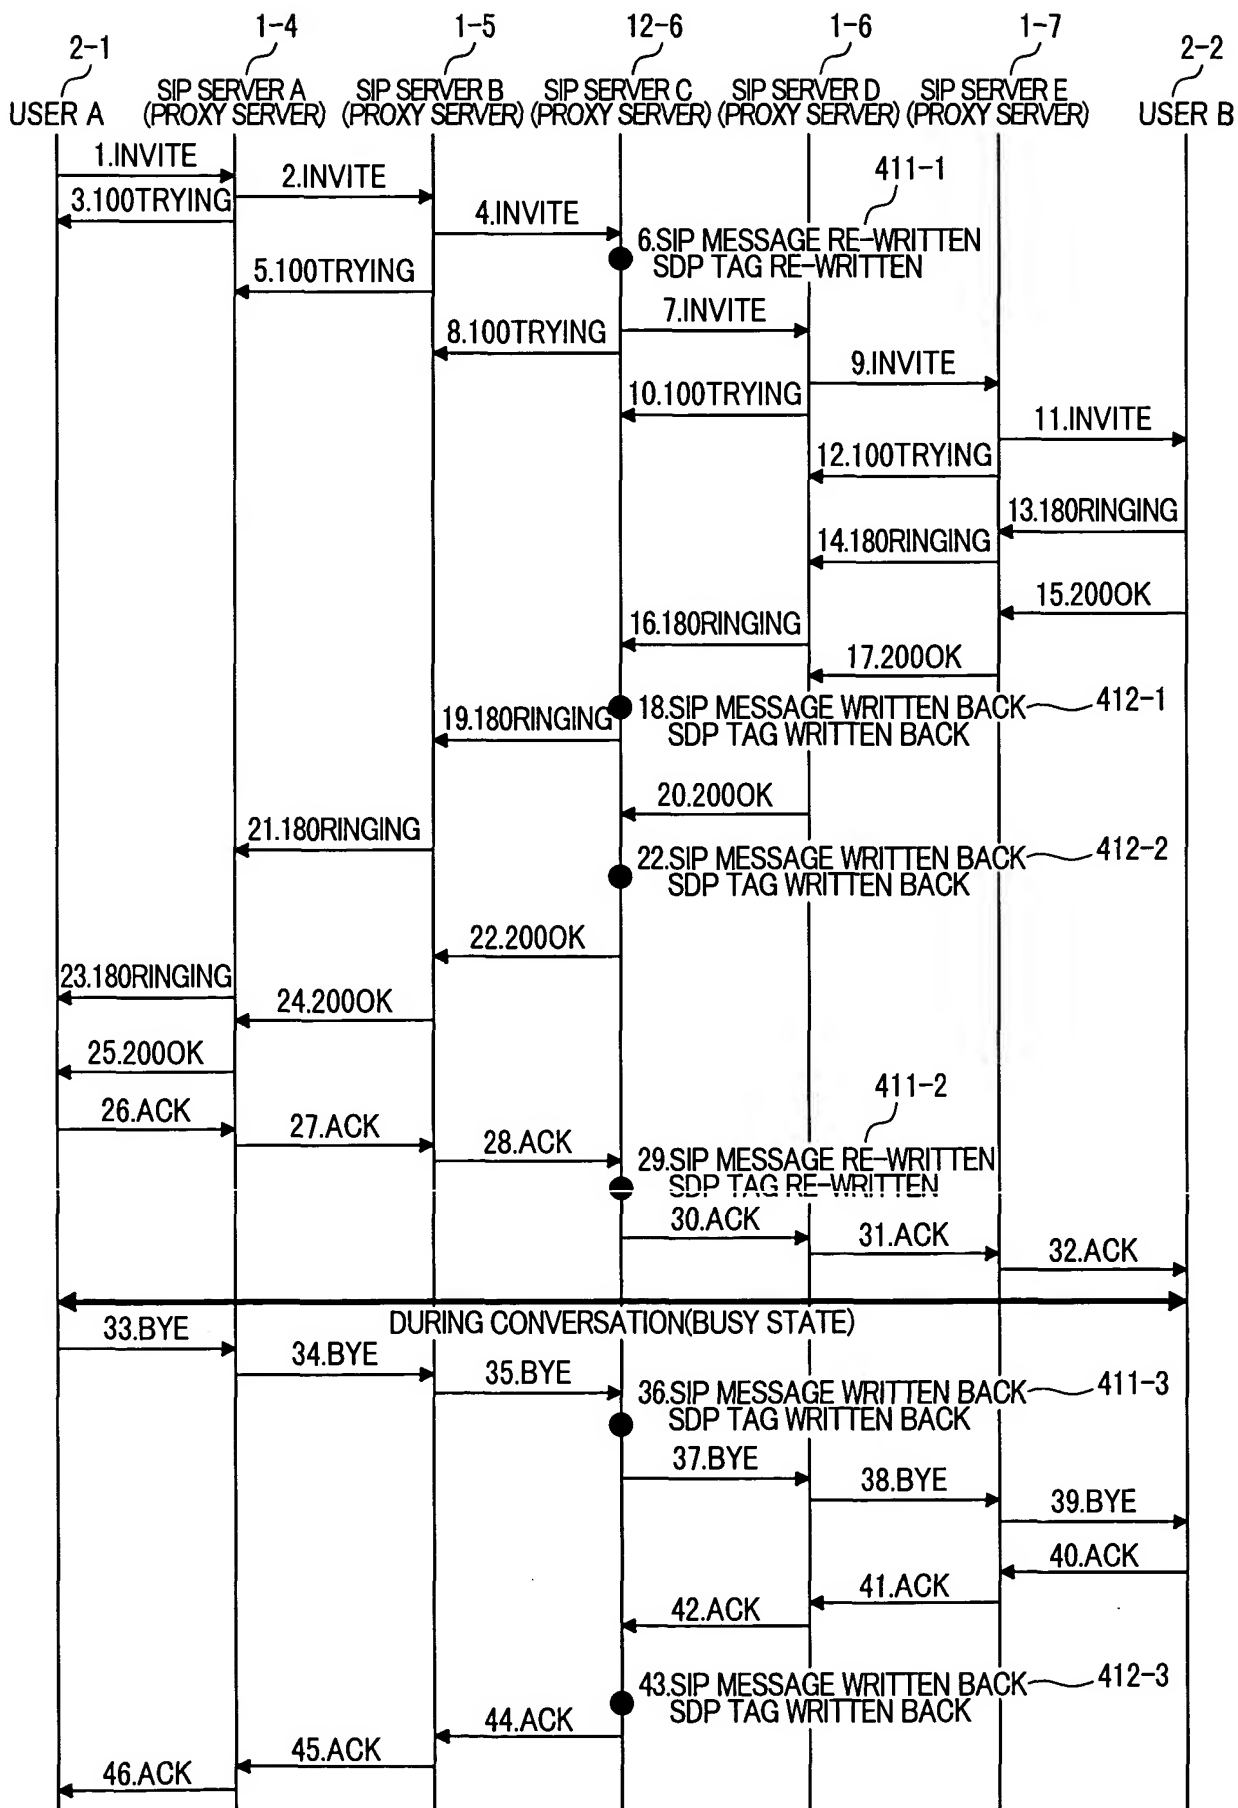 1-4
1-5
12-6
1-6
1-7
2-1
2-2
SIP SERVER A
(PROXY SERVER)
SIP SERVER B
(PROXY SERVER)
SIP SERVER C
(PROXY SERVER)
SIP SERVER D
(PROXY SERVER)
SIP SERVER E
(PROXY SERVER)
USER A
USER B
1.INVITE
2.INVITE
411-1
3.100TRYING
4.INVITE
6.SIP MESSAGE RE-WRITTEN
SDP TAG RE-WRITTEN
5.100TRYING
7.INVITE
8.100TRYING
9.INVITE
10.100TRYING
11.INVITE
12.100TRYING
13.180RINGING
14.180RINGING
15.200OK
16.180RINGING
17.200OK
18.SIP MESSAGE WRITTEN BACK
412-1
SDP TAG WRITTEN BACK
19.180RINGING
20.200OK
21.180RINGING
22.SIP MESSAGE WRITTEN BACK
412-2
SDP TAG WRITTEN BACK
22.200OK
23.180RINGING
24.200OK
25.200OK
411-2
26.ACK
27.ACK
28.ACK
29.SIP MESSAGE RE-WRITTEN
SDP TAG RE-WRITTEN
30.ACK
31.ACK
32.ACK
DURING CONVERSATION(BUSY STATE)
33.BYE
34.BYE
35.BYE
36.SIP MESSAGE WRITTEN BACK
411-3
SDP TAG WRITTEN BACK
37.BYE
38.BYE
39.BYE
40.ACK
41.ACK
42.ACK
43.SIP MESSAGE WRITTEN BACK
412-3
SDP TAG WRITTEN BACK
44.ACK
45.ACK
46.ACK